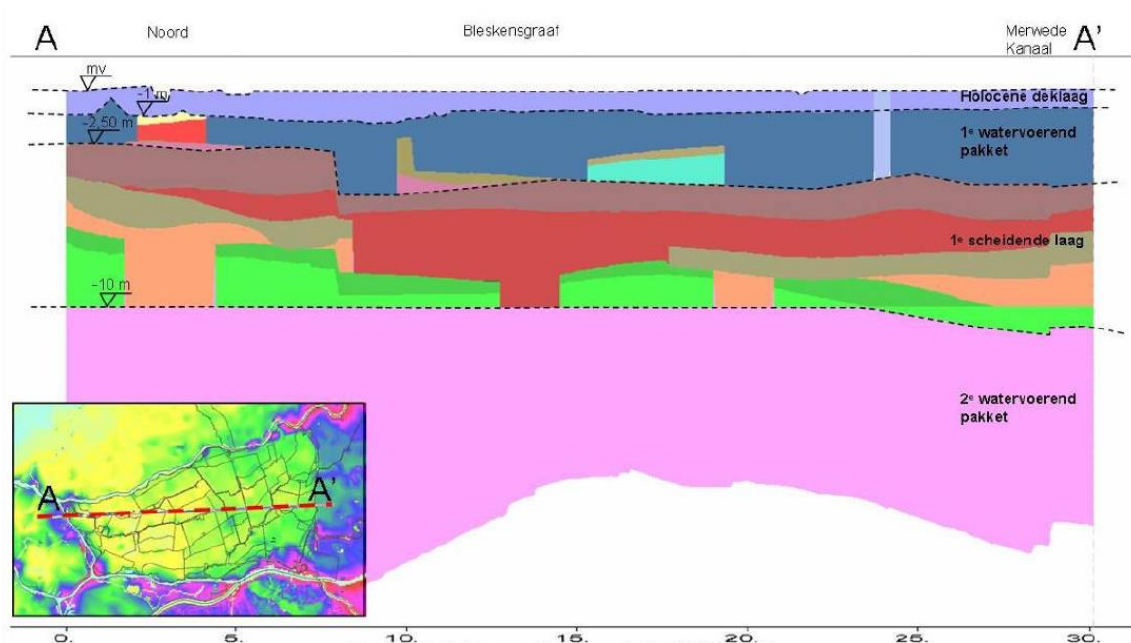 A
Noord
Bleskensgraaf
Merwede
Kanaal
A'
mv
-1 m
Holocene deklaag
-2,50 m
1e watervoerend
pakket
1e scheidende laag
-10 m
2e watervoerend
pakket
A
A'
0.
5.
10.
15.
20.
25.
30.